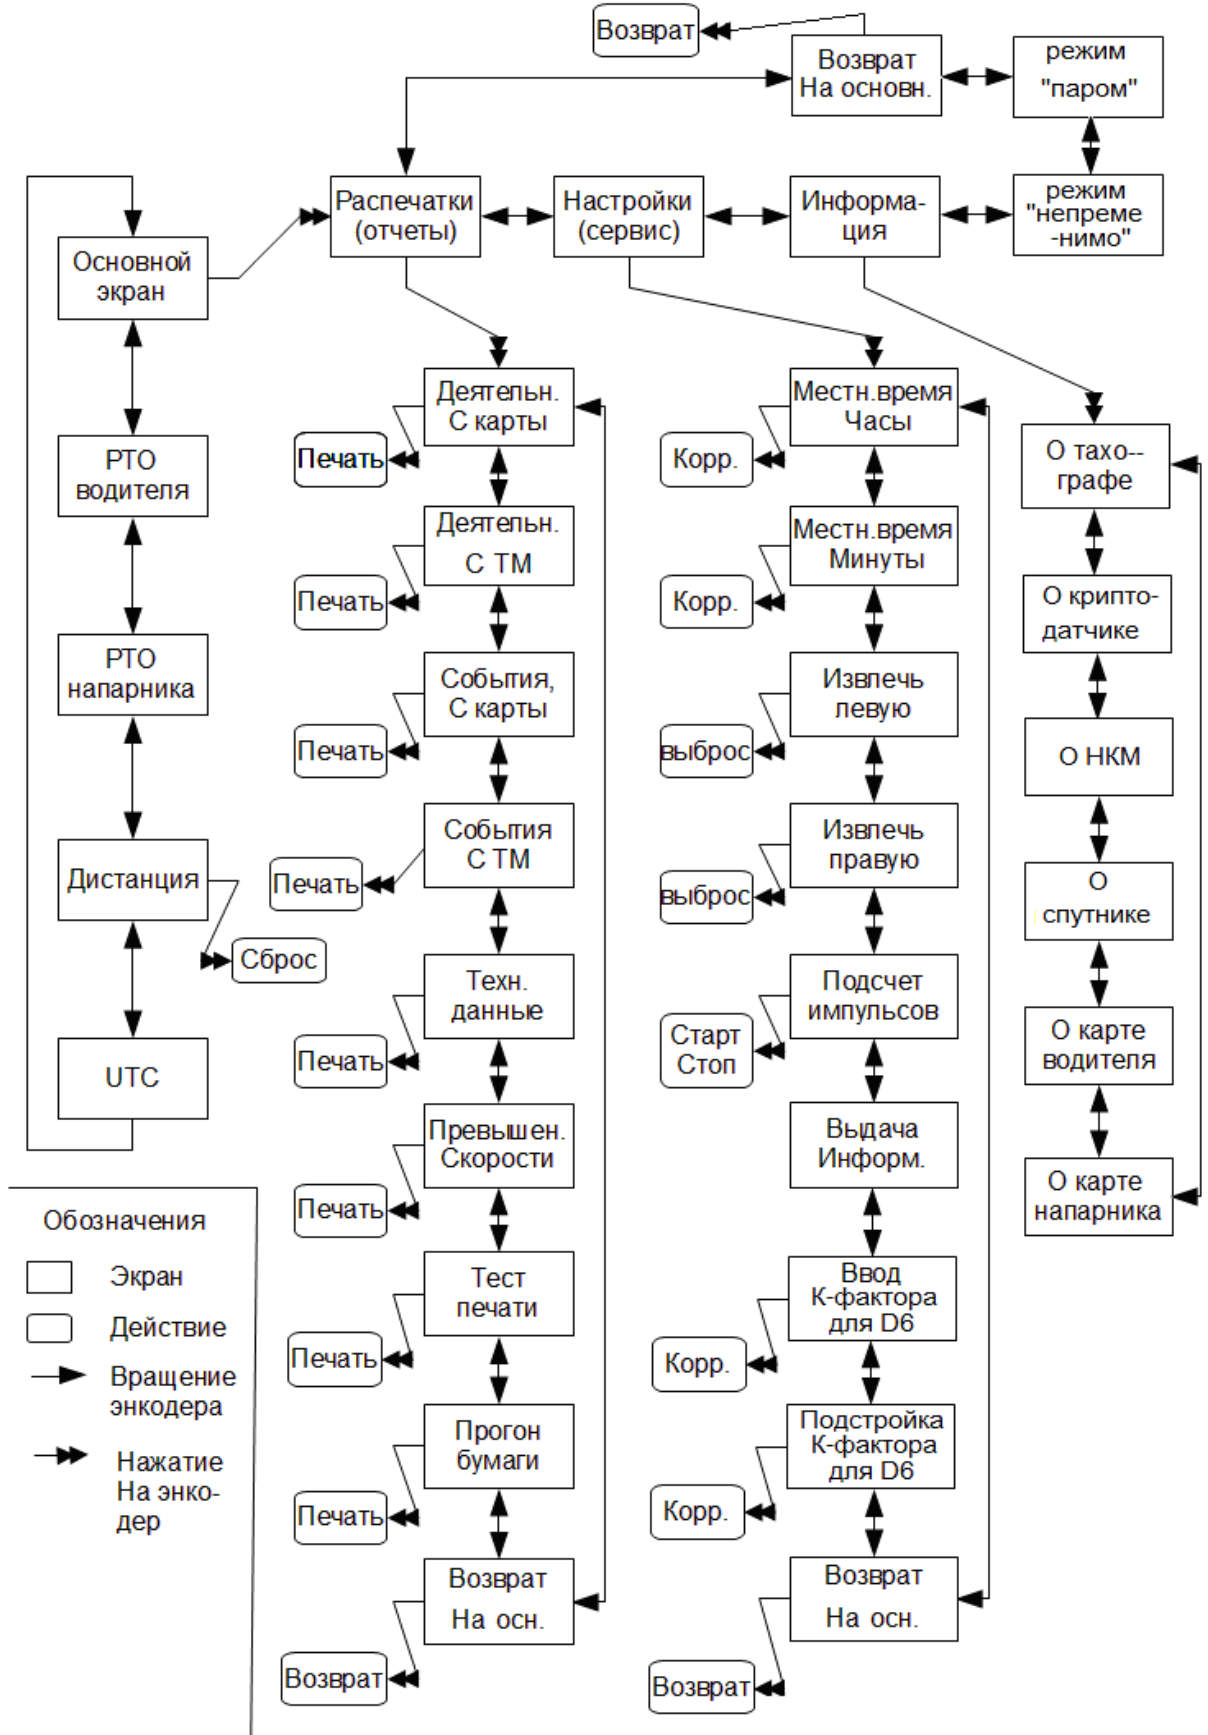 Возврат
Возврат
На основн.
режим
"паром"
Распечатки
(отчеты)
Настройки
(сервис)
Информа-
ция
режим
"непреме
-нимо"
Основной
экран
РТО
водителя
РТО
напарника
Дистанция
Сброс
UTC
Деятельн.
С карты
Печать
Деятельн.
С ТМ
Печать
События,
С карты
Печать
События
С ТМ
Печать
Техн.
данные
Печать
Превышен.
Скорости
Печать
Тест
печати
Печать
Прогон
бумаги
Печать
Возврат
На осн.
Возврат
Местн.время
Часы
Корр.
Местн.время
Минуты
Корр.
Извлечь
левую
выброс
Извлечь
правую
выброс
Подсчет
импульсов
Старт
Стоп
Выдача
Информ.
Ввод
К-фактора
для D6
Корр.
Подстройка
К-фактора
для D6
Корр.
Возврат
На осн.
Возврат
О тахо--
графе
О крипто-
датчике
О НКМ
О
спутнике
О карте
водителя
О карте
напарника
Обозначения
Экран
Действие
Вращение
энкодера
Нажатие
На энко-
дер